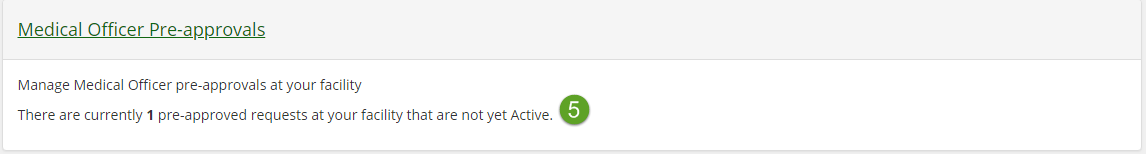 Medical Officer Pre-approvals
Manage Medical Officer pre-approvals at your facility
There are currently 1 pre-approved requests at your facility that are not yet Active. 5